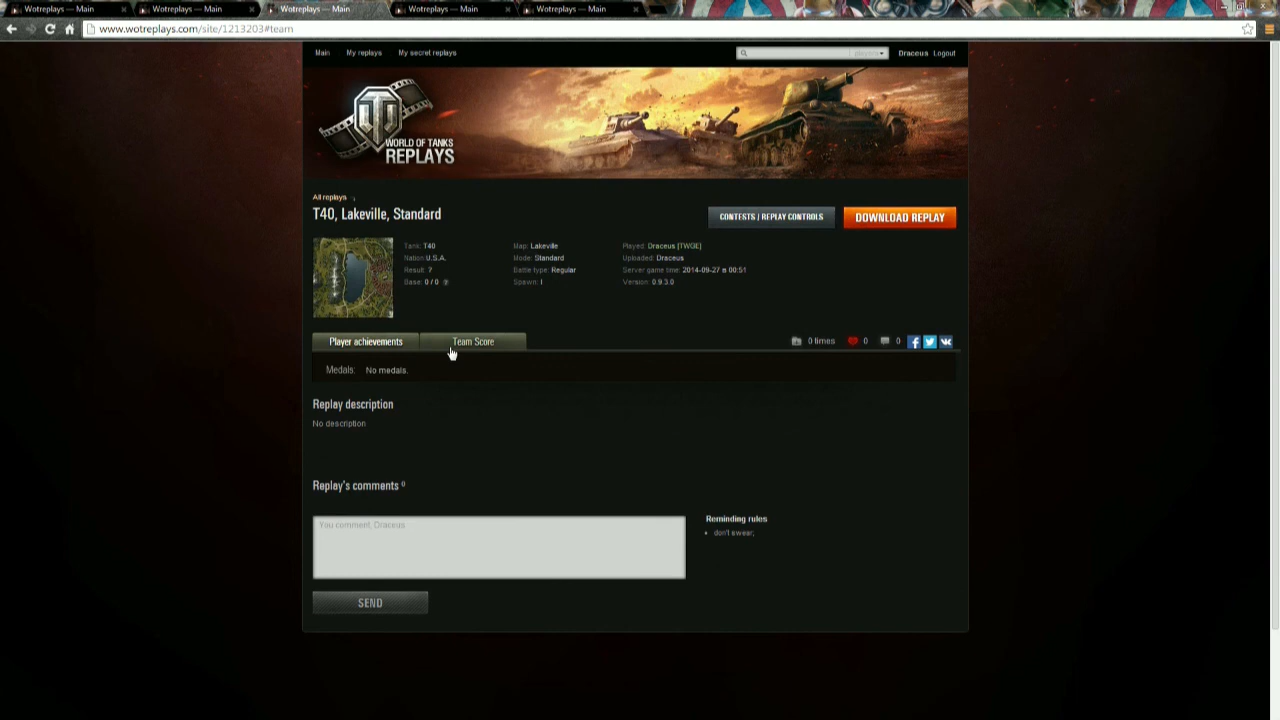 Wotreplays — Main Wotreplays — Main Wotreplays — Main Wotreplays — Main Wotreplays — Main
www.wotreplays.com/site/1213203#team
Main My replays My secret replays Draceus Logout
WORLD OF TANKS
REPLAYS
All replays
T40, Lakeville, Standard
CONTESTS / REPLAY CONTROLS DOWNLOAD REPLAY
Tank: T40 Map: Lakeville Played: Draceus [TWGE]
Nation U.S.A. Mode: Standard Uploaded: Draceus
Result: ? Battle type: Regular Server game time: 2014-09-27 в 00:51
Base: 0 / 0 Spawn: I Version: 0.9.3.0
Player achievements Team Score 0 times 0 0
Medals: No medals.
Replay description
No description
Replay's comments 0
You comment, Draceus
Reminding rules
• don't swear,
SEND